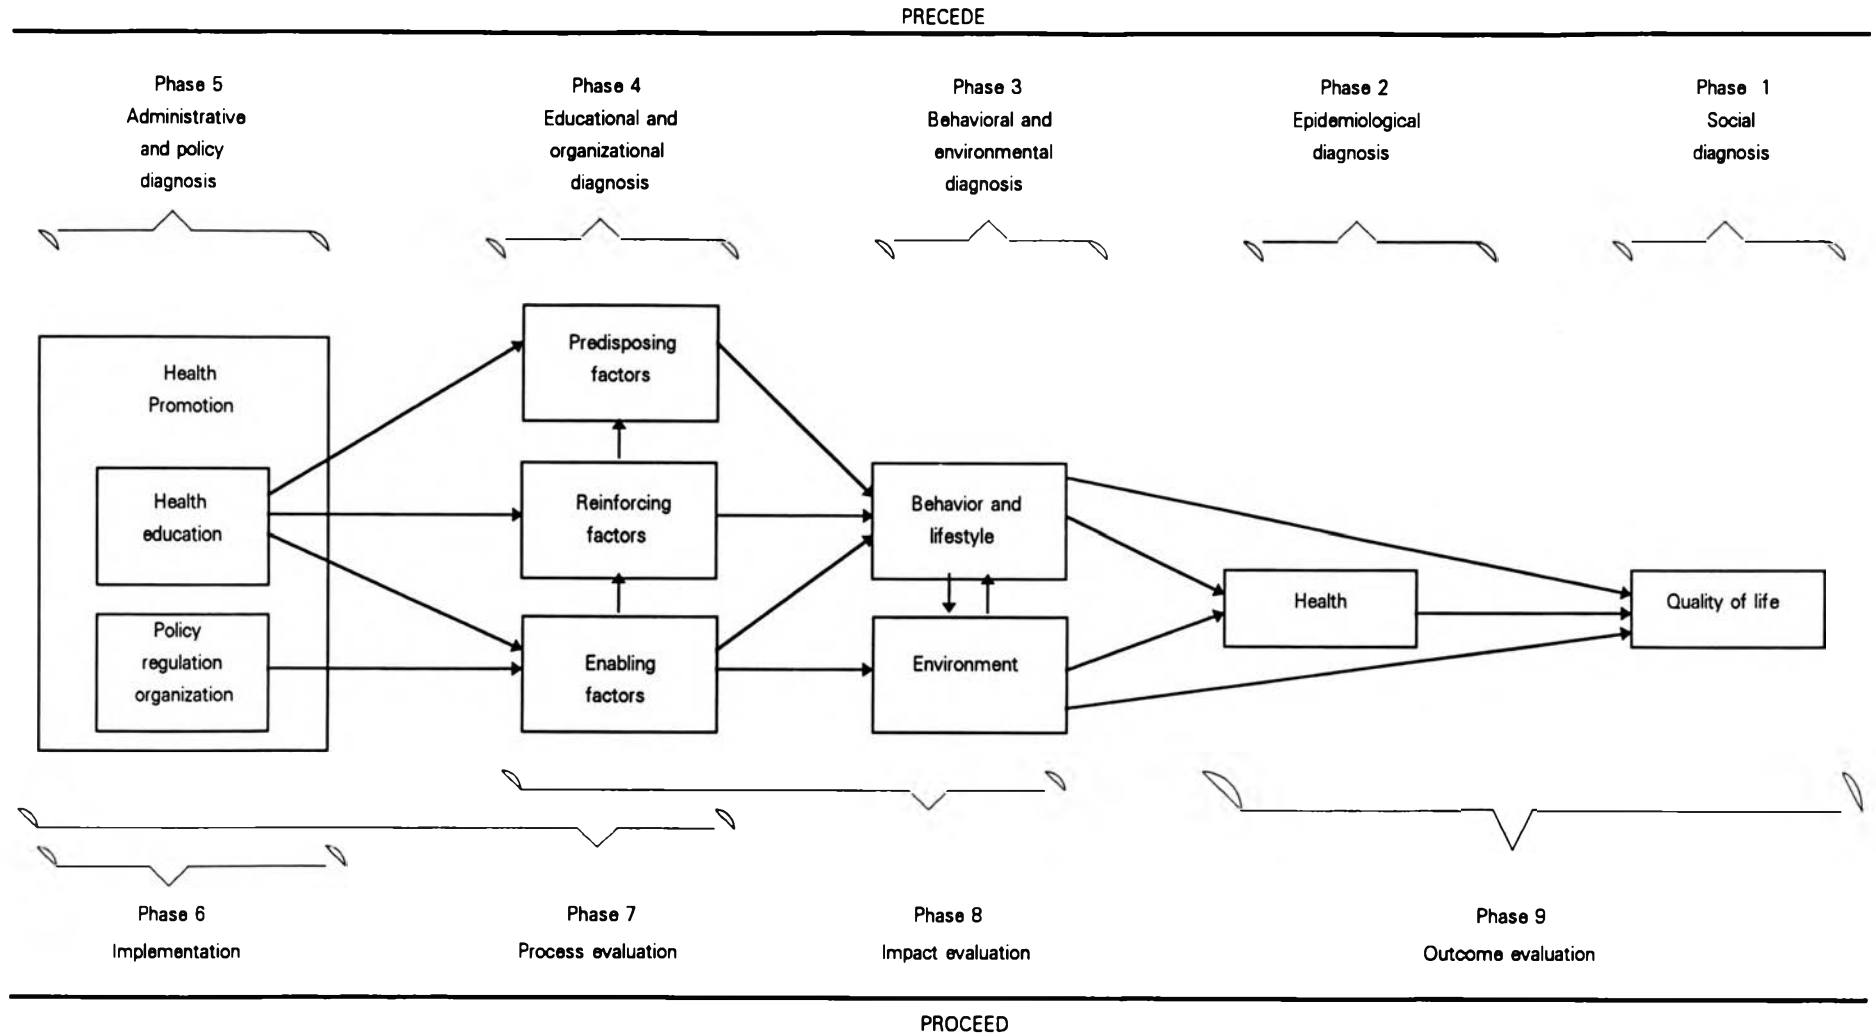 PRECEDE
Phase 5
Administrative
and policy
diagnosis
Phase 4
Educational and
organizational
diagnosis
Phase 3
Behavioral and
environmental
diagnosis
Phase 2
Epidemiological
diagnosis
Phase 1
Social
diagnosis
Health
Promotion
Health
education
Policy
regulation
organization
Predisposing
factors
Reinforcing
factors
Enabling
factors
Behavior and
lifestyle
Environment
Health
Quality of life
Phase 6
Implementation
Phase 7
Process evaluation
Phase 8
Impact evaluation
Phase 9
Outcome evaluation
PROCEED